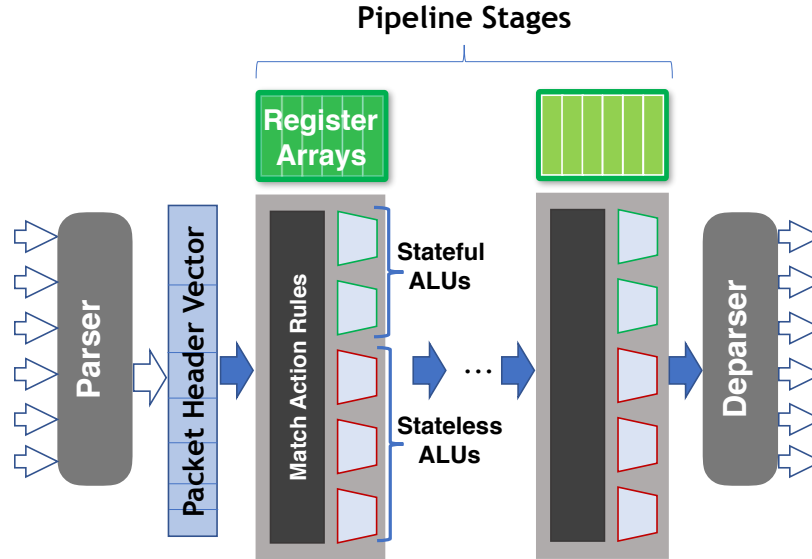 Pipeline Stages
Register
Arrays
Parser
Packet Header Vector
Match Action Rules
Stateful
ALUs
...
Stateless
ALUs
Deparser